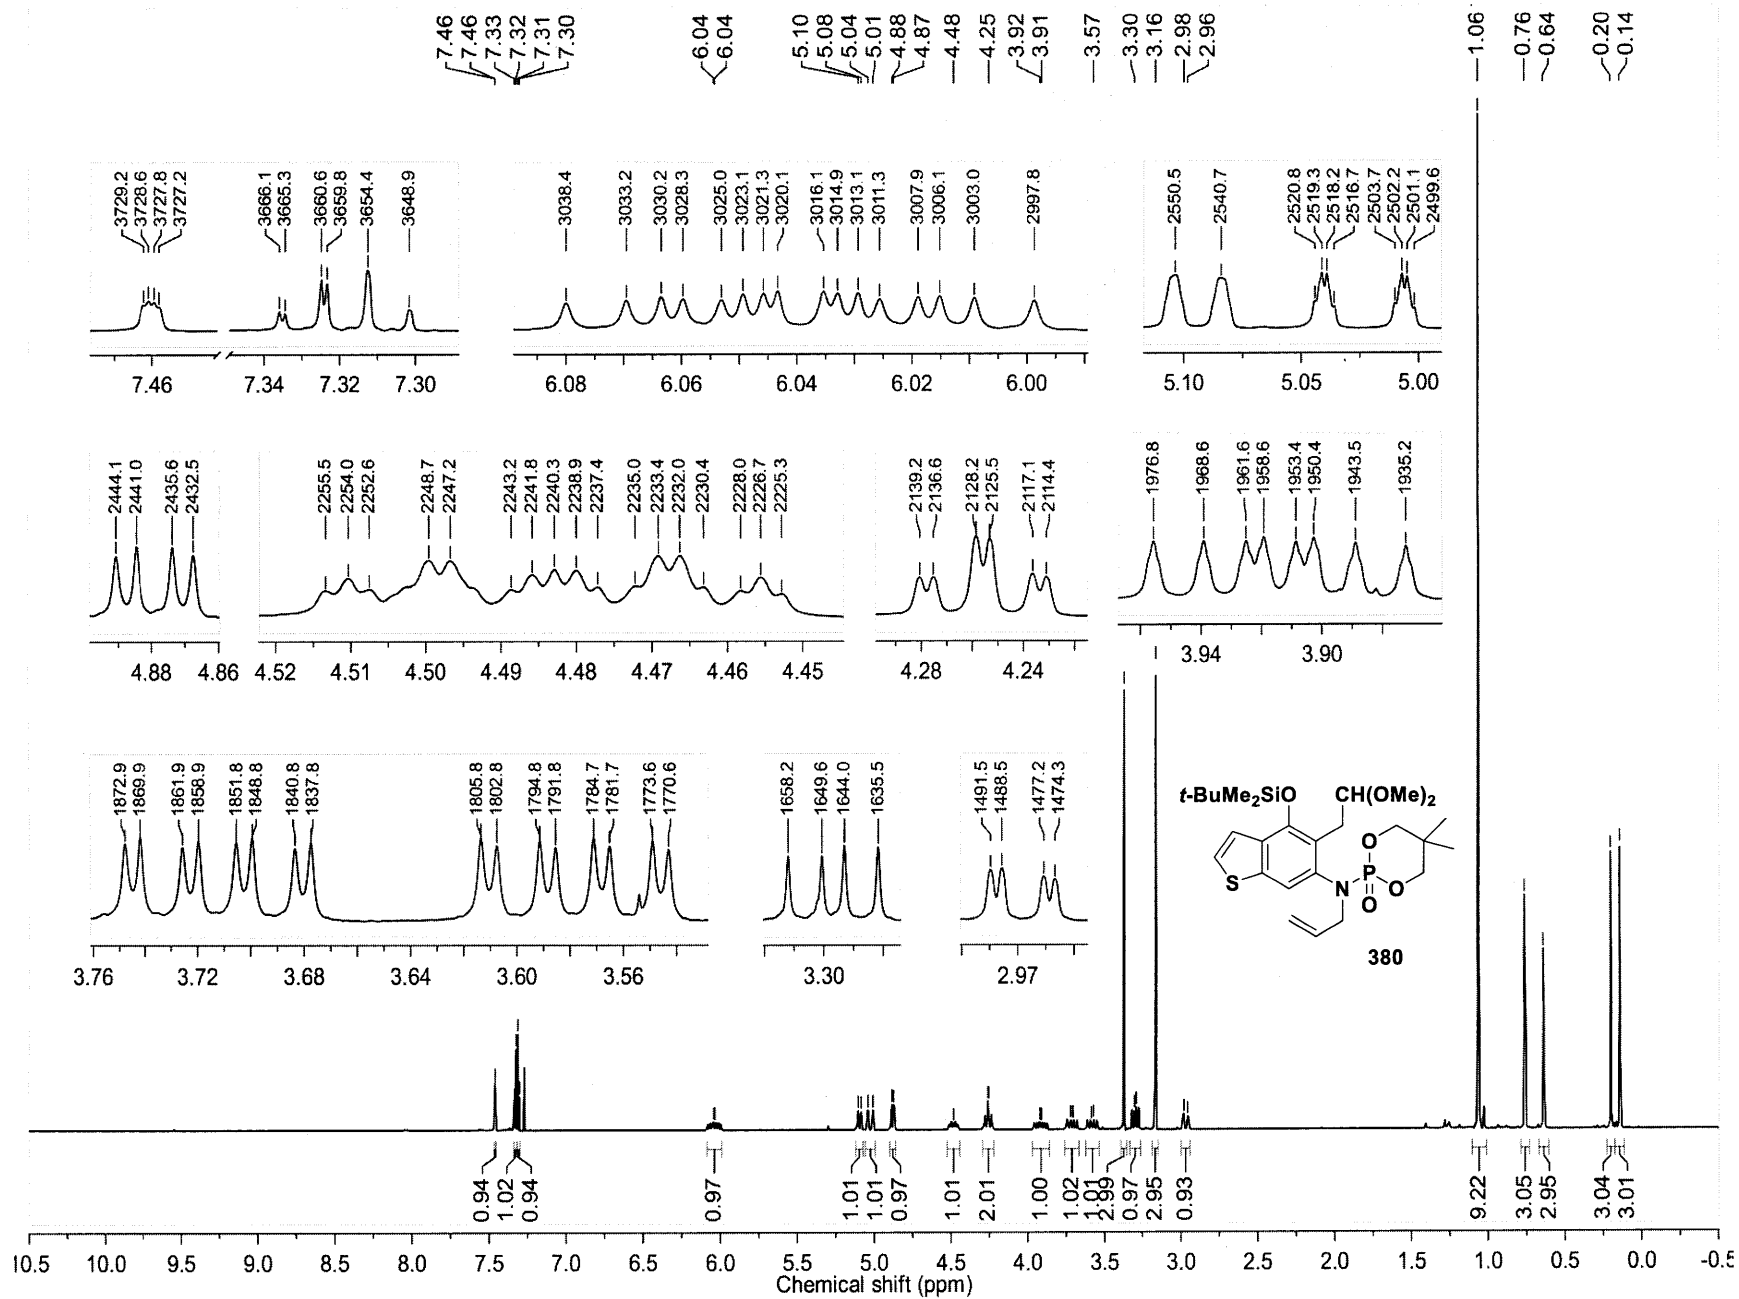 7.46 7.46 7.33 7.32 7.31 7.30 6.04 6.04 5.10 5.08 5.04 5.01 4.88 4.87 4.48 4.25 3.92 3.91 3.57 3.30 3.16 2.98 2.96 1.06 0.76 0.64 0.20 0.14
3729.2 3728.6 3727.8 3727.2 3666.1 3665.3 3660.6 3659.8 3654.4 3648.9
7.46 7.34 7.32 7.30
3038.4 3033.2 3030.2 3028.3 3025.0 3023.1 3021.3 3020.1 3016.1 3014.9 3013.1 3011.3 3007.9 3006.1 3003.0 2997.8
6.08 6.06 6.04 6.02 6.00
2550.5 2540.7 2520.8 2519.3 2518.2 2516.7 2503.7 2502.2 2501.1 2499.6
5.10 5.05 5.00
2444.1 2441.0 2435.6 2432.5
4.88 4.86
2255.5 2254.0 2252.6 2248.7 2247.2 2243.2 2241.8 2240.3 2238.9 2237.4 2235.0 2233.4 2232.0 2230.4 2228.0 2226.7 2225.3
4.52 4.51 4.50 4.49 4.48 4.47 4.46 4.45
2139.2 2136.6 2128.2 2125.5 2117.1 2114.4
4.28 4.24
1976.8 1968.6 1961.6 1958.6 1953.4 1950.4 1943.5 1935.2
3.94 3.90
1872.9 1869.9 1861.9 1858.9 1851.8 1848.8 1840.8 1837.8 1805.8 1802.8 1794.8 1791.8 1784.7 1781.7 1773.6 1770.6
3.76 3.72 3.68 3.64 3.60 3.56
1658.2 1649.6 1644.0 1635.5
3.30
1491.5 1488.5 1477.2 1474.3
2.97
t-BuMe2SiO CH(OMe)2
O
S N P O
O
380
0.94 1.02 0.94 0.97 1.01 1.01 0.97 1.01 2.01 1.00 1.02 1.01 2.99 0.97 2.95 0.93 9.22 3.05 2.95 3.04 3.01
10.5 10.0 9.5 9.0 8.5 8.0 7.5 7.0 6.5 6.0 5.5 5.0 4.5 4.0 3.5 3.0 2.5 2.0 1.5 1.0 0.5 0.0 -0.5
Chemical shift (ppm)